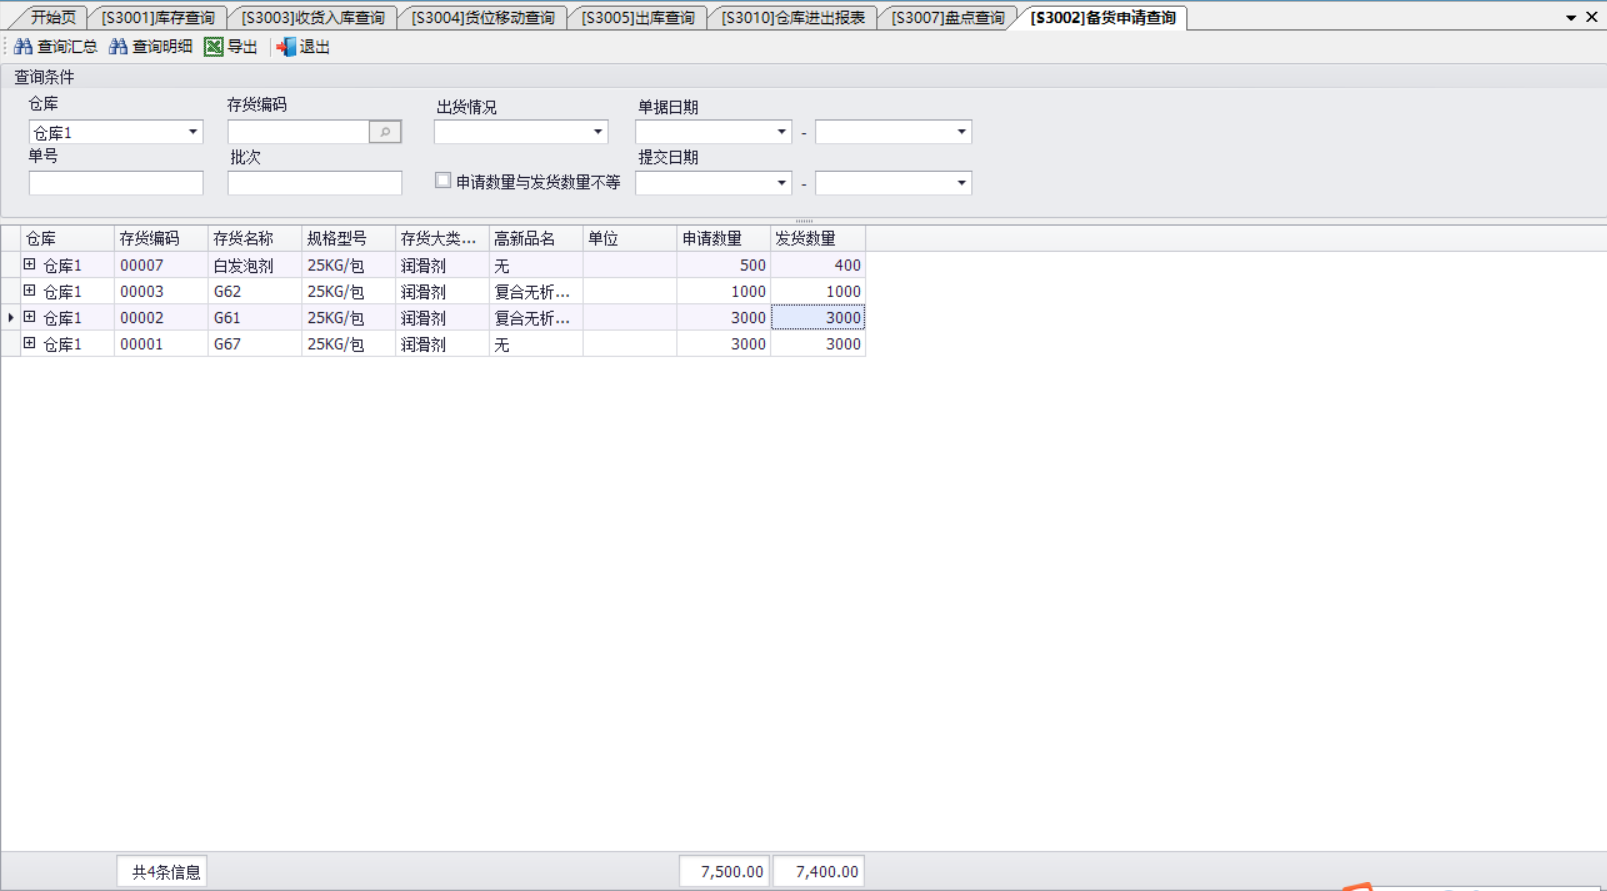 开始页 [S3001]库存查询 [S3003]收货入库查询 [S3004]货位移动查询 [S3005]出库查询 [S3010]仓库进出报表 [S3007]盘点查询 [S3002]备货申请查询
查询汇总 查询明细 导出 退出
查询条件
仓库 存货编码 出货情况 单据日期
仓库1 -
单号 批次 提交日期
申请数量与发货数量不等 -
仓库 存货编码 存货名称 规格型号 存货大类... 高新品名 单位 申请数量 发货数量
仓库1 00007 白发泡剂 25KG/包 润滑剂 无 500 400
仓库1 00003 G62 25KG/包 润滑剂 复合无析... 1000 1000
仓库1 00002 G61 25KG/包 润滑剂 复合无析... 3000 3000
仓库1 00001 G67 25KG/包 润滑剂 无 3000 3000
共4条信息 7,500.00 7,400.00